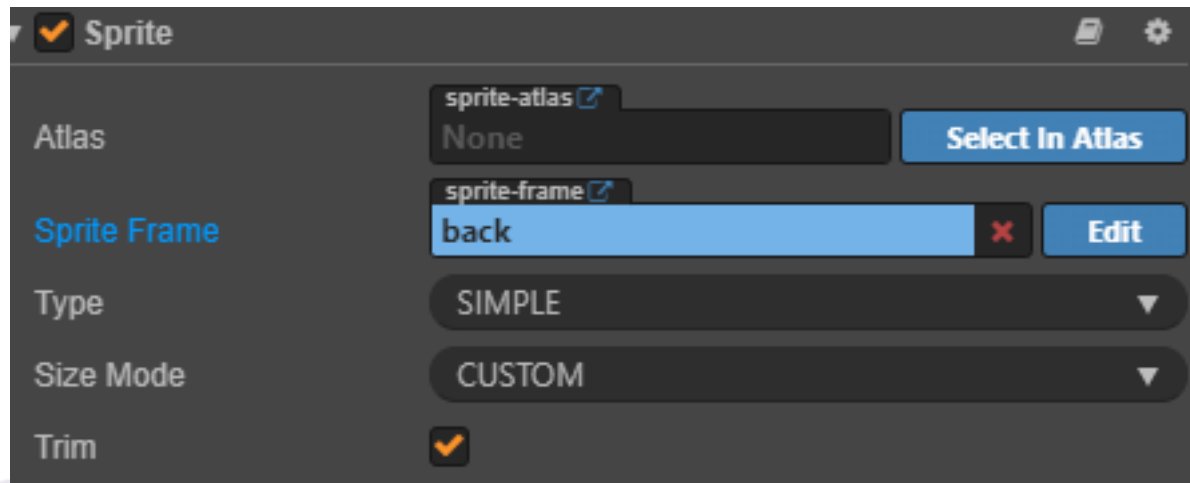 Sprite
sprite-atlas
Atlas
None
Select In Atlas
sprite-frame
Sprite Frame
back
Edit
Type
SIMPLE
Size Mode
CUSTOM
Trim